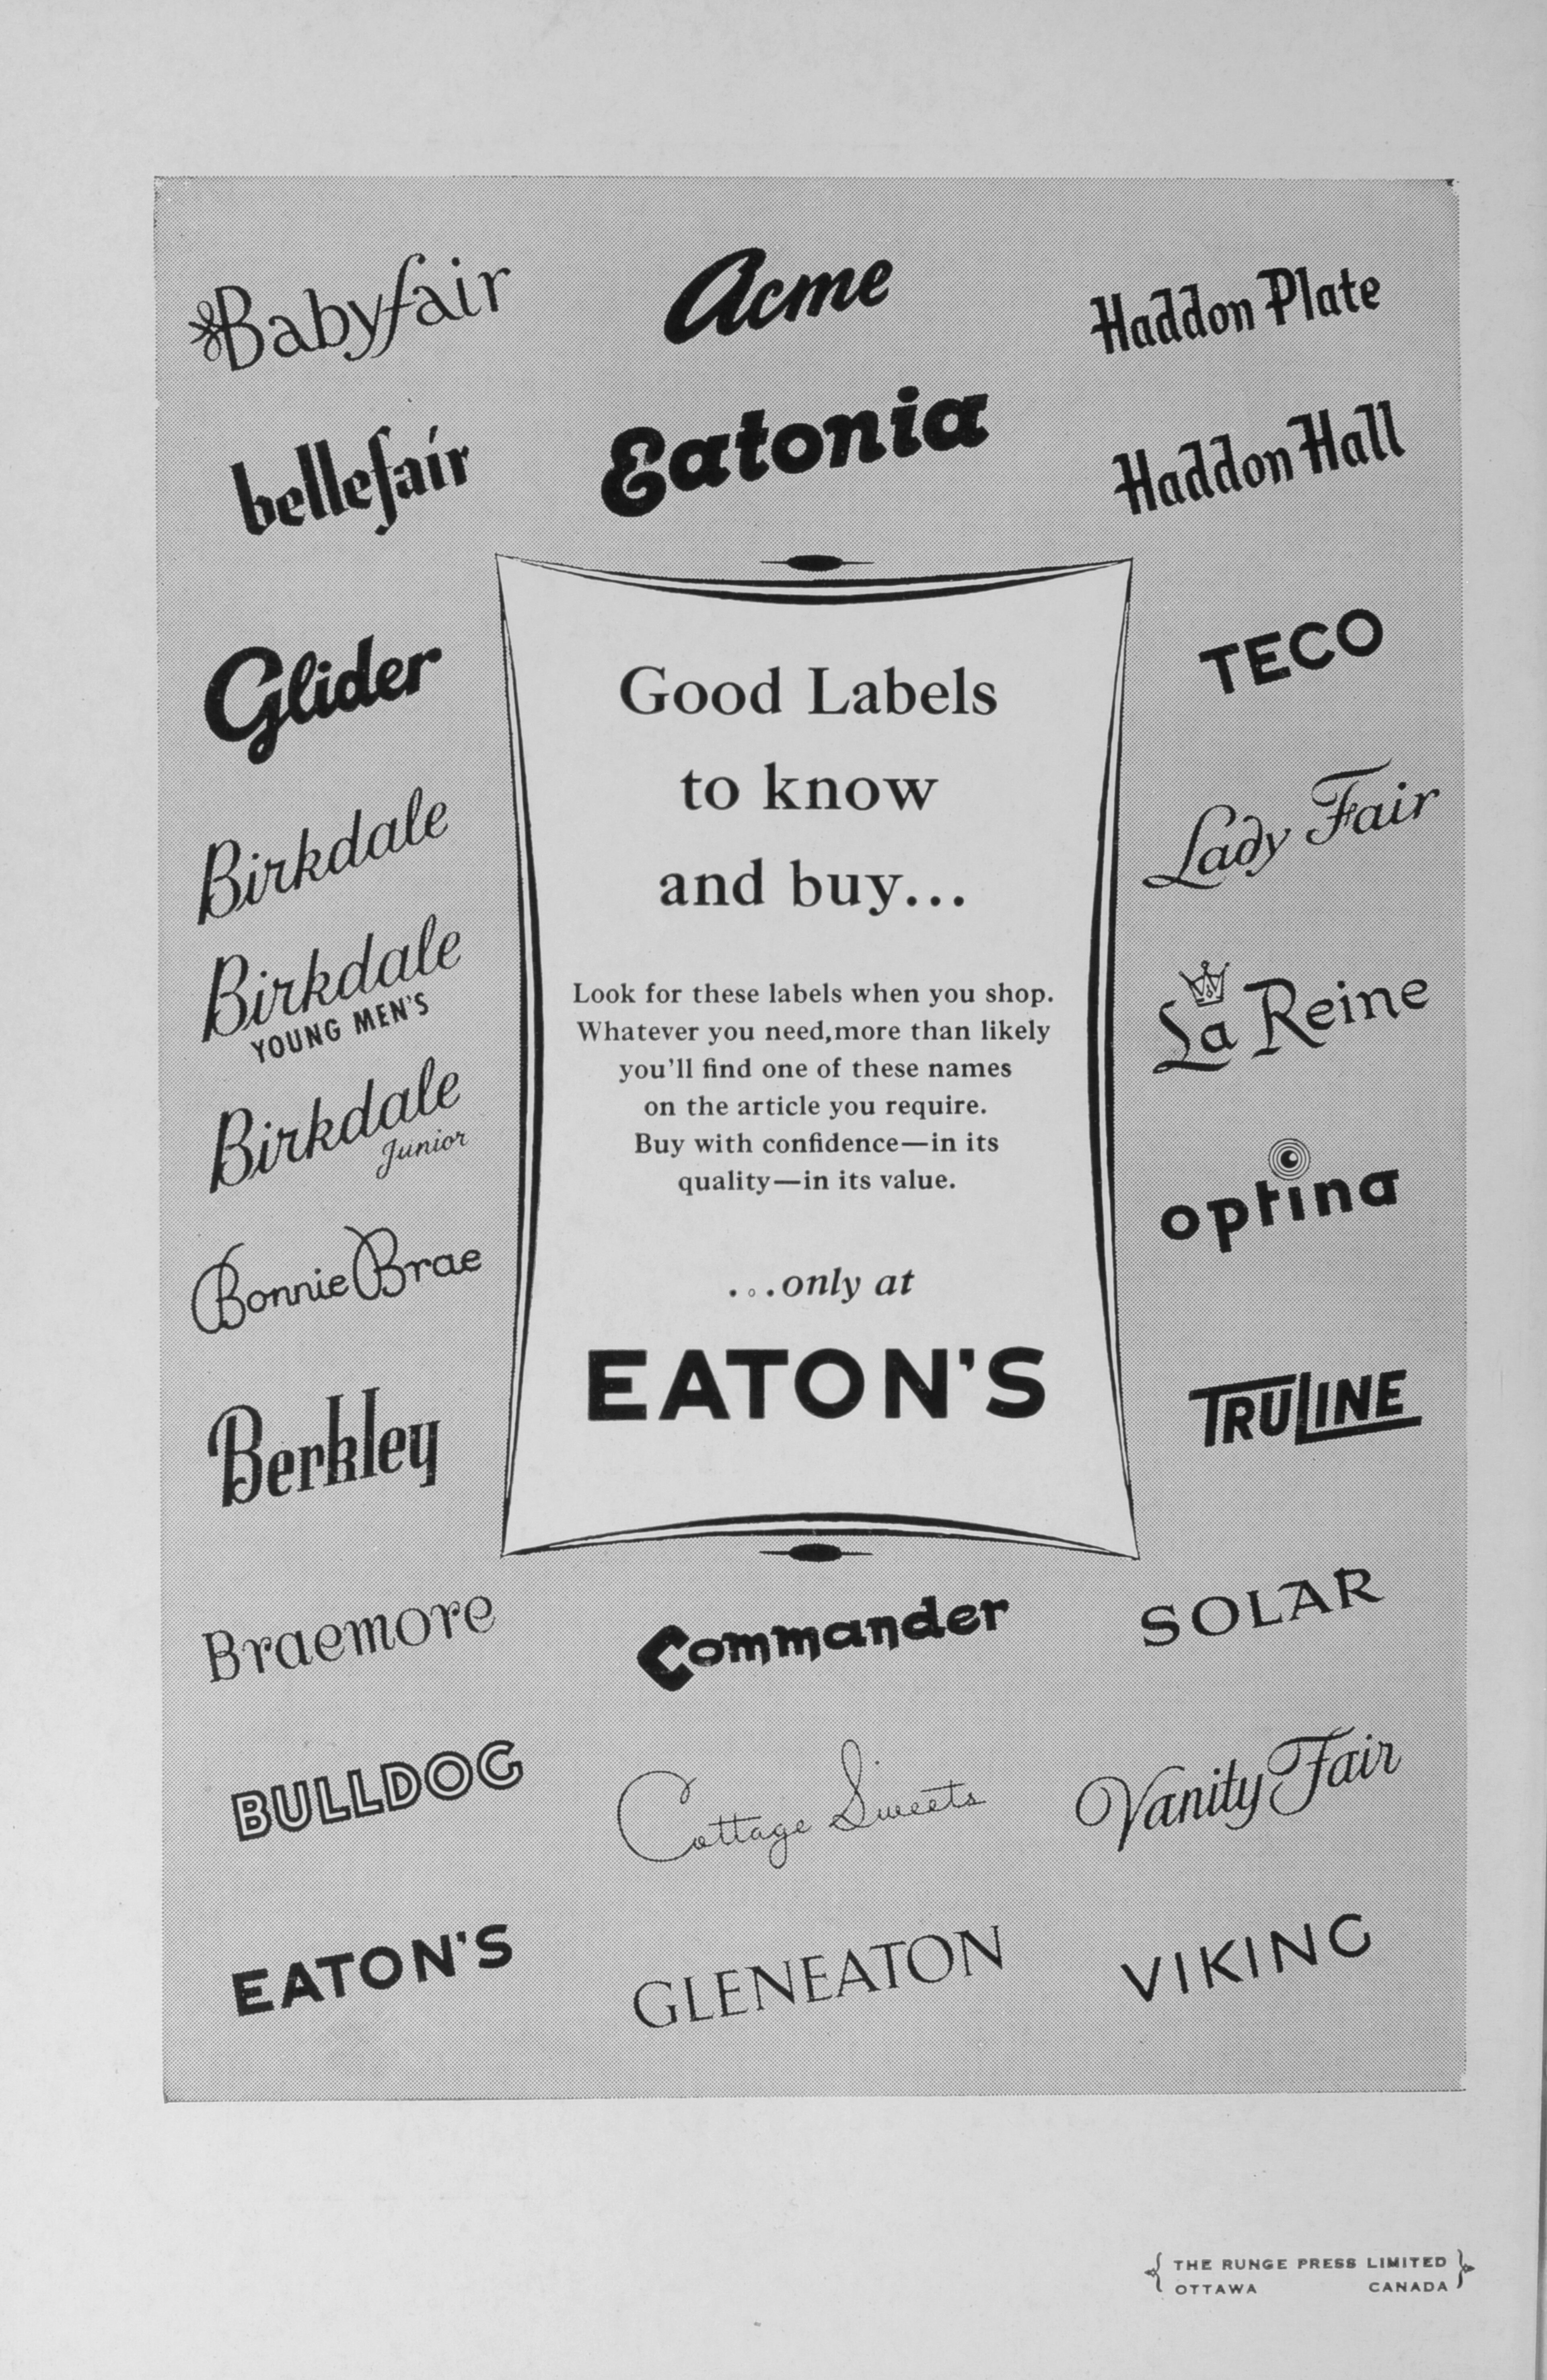 Babyfair
Acme
Haddon Plate
bellefair
Eatonia
Haddon Hall
Glider
TECO
Birkdale
Lady Fair
Birkdale
YOUNG MEN'S
La Reine
Birkdale
Junior
optina
Bonnie Brae
Berkley
TRULINE
Good Labels
to know
and buy...
Look for these labels when you shop.
Whatever you need, more than likely
you'll find one of these names
on the article you require.
Buy with confidence—in its
quality—in its value.
...only at
EATON'S
Braemore
Commander
SOLAR
BULLDOG
Cottage Sweets
Vanity Fair
EATON'S
GLENEATON
VIKING
THE RUNGE PRESS LIMITED
OTTAWA CANADA